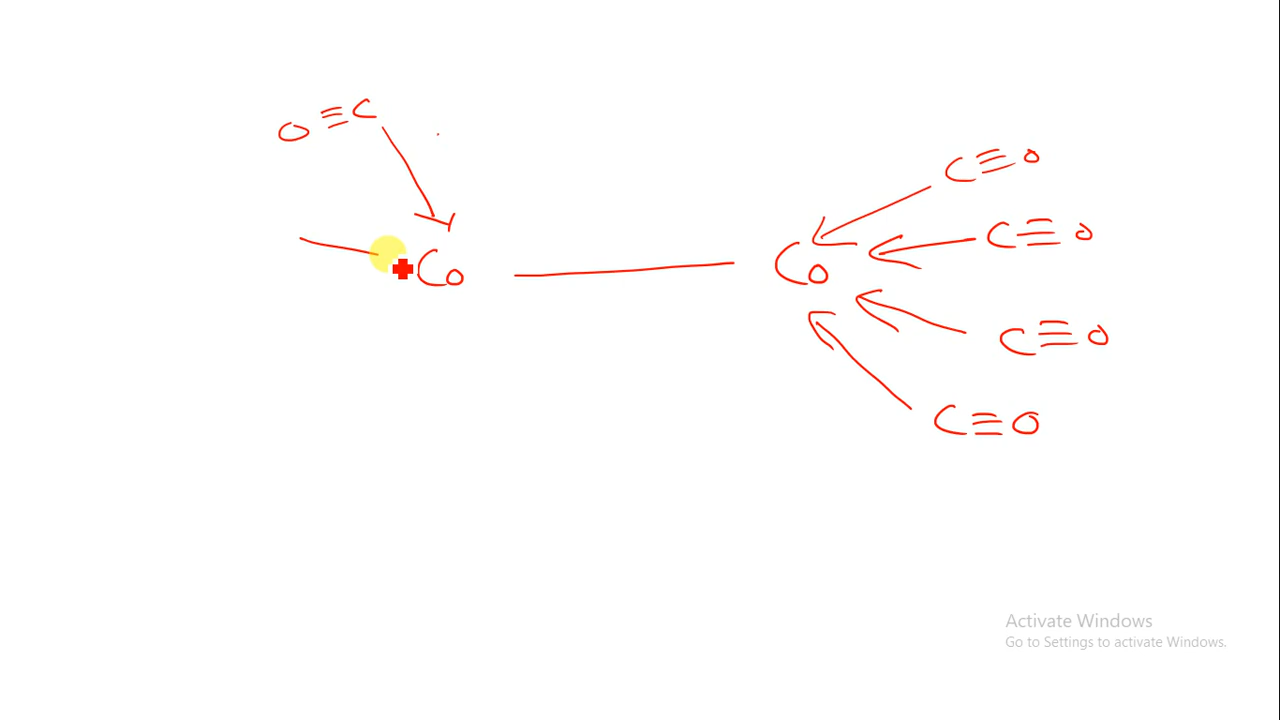 O≡C
C≡O
C≡O
Co
Co
C≡O
C≡O
Activate Windows
Go to Settings to activate Windows.